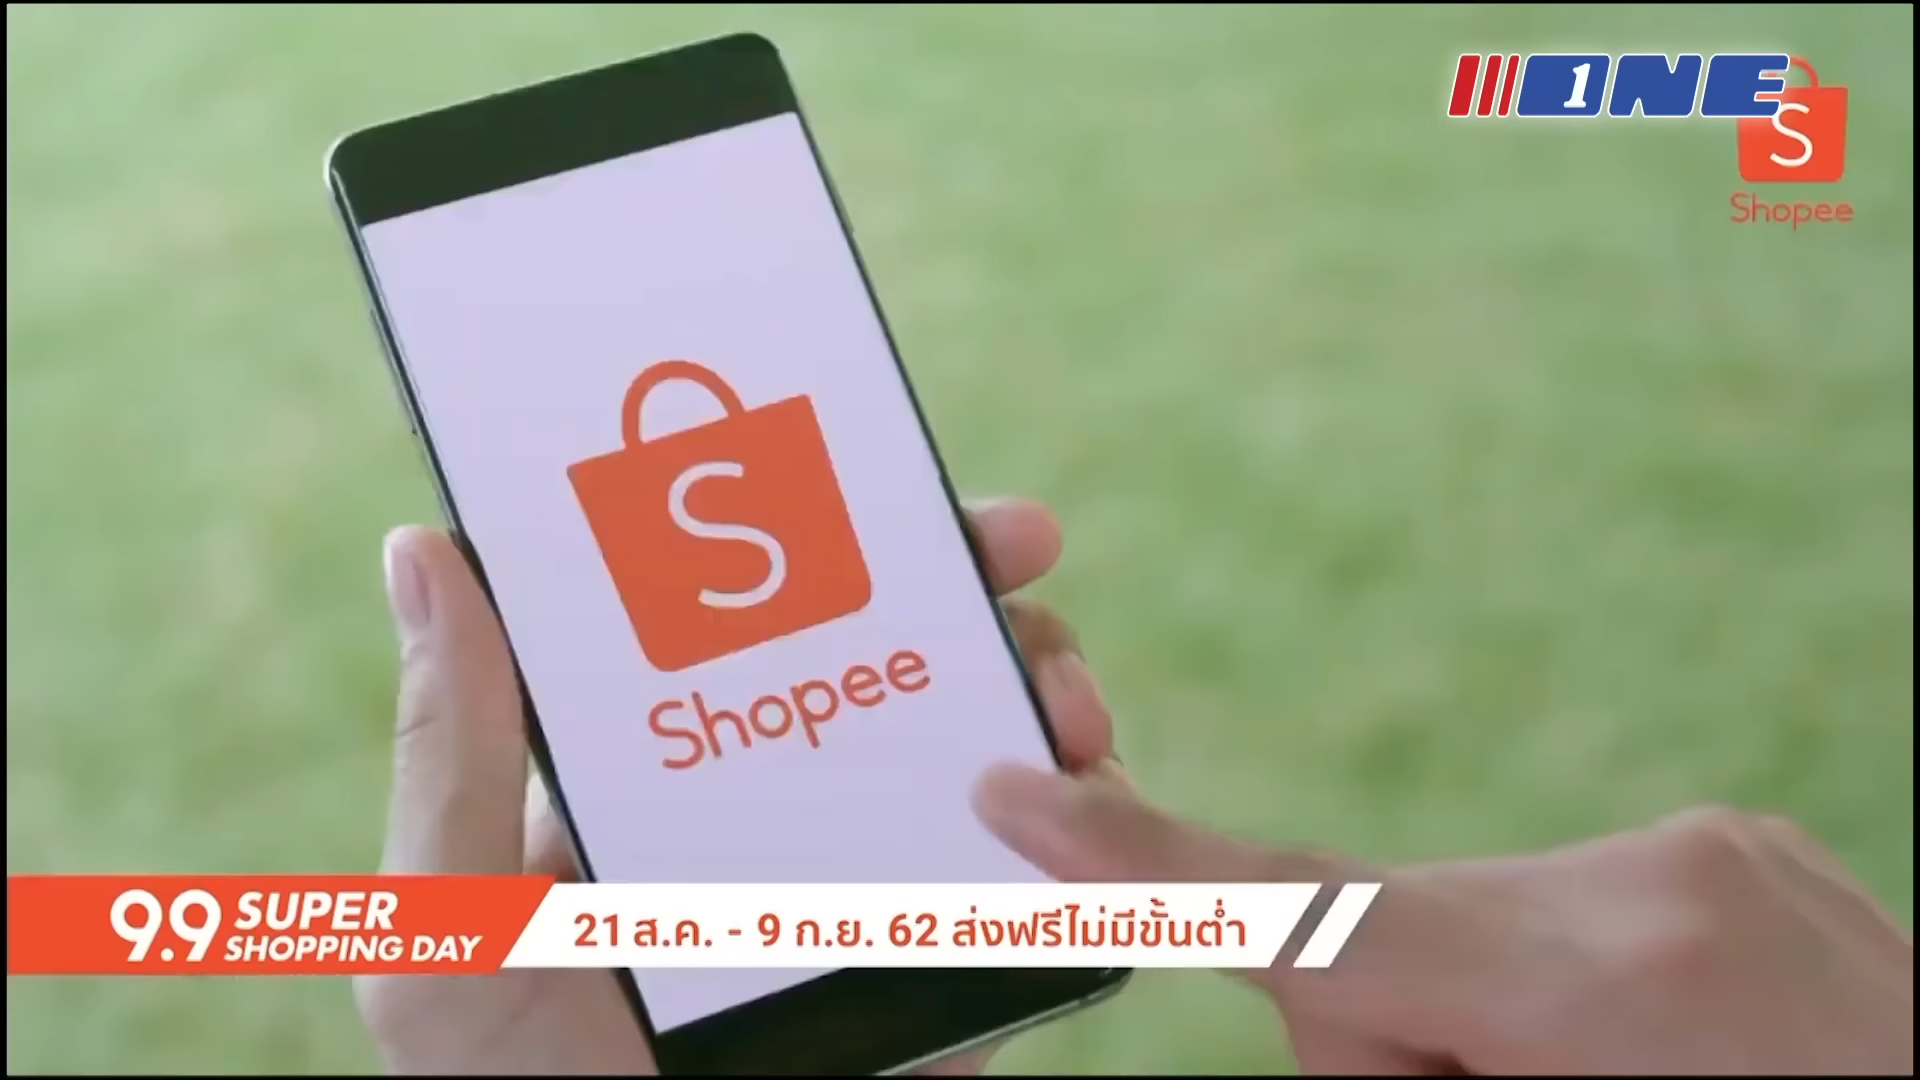 1NE
S
Shopee
S
Shopee
9.9 SUPER
SHOPPING DAY
21 ส.ค. - 9 ก.ย. 62 ส่งฟรีไม่มีขั้นต่ำ